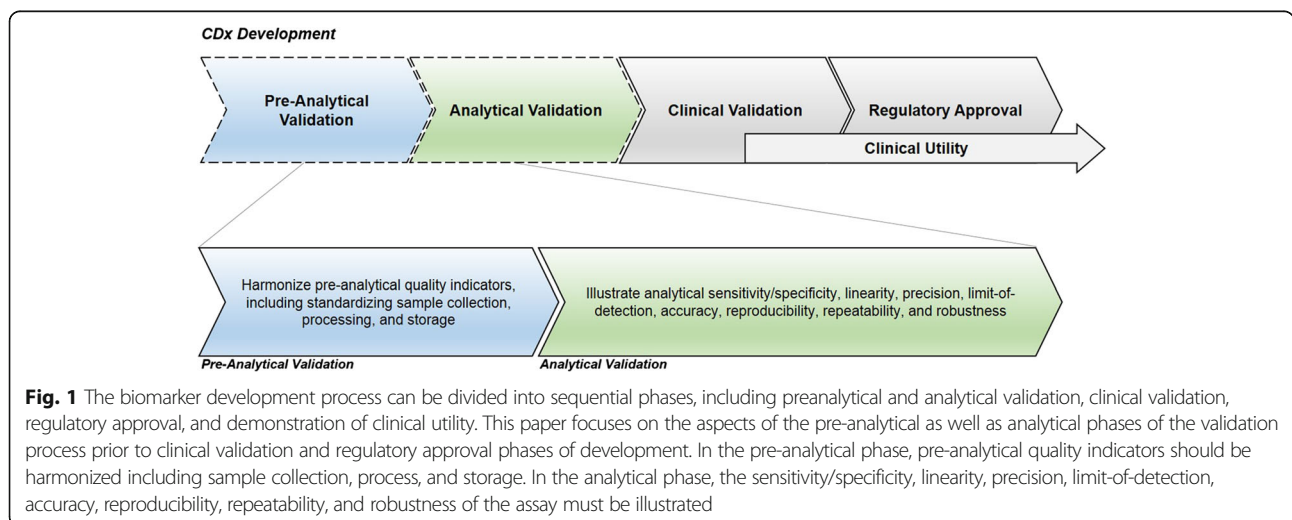 CDx Development
Pre-Analytical
Validation
Analytical Validation
Clinical Validation
Regulatory Approval
Clinical Utility
Harmonize pre-analytical quality indicators,
including standardizing sample collection,
processing, and storage
Illustrate analytical sensitivity/specificity, linearity, precision, limit-of-
detection, accuracy, reproducibility, repeatability, and robustness
Pre-Analytical Validation
Analytical Validation
Fig. 1 The biomarker development process can be divided into sequential phases, including preanalytical and analytical validation, clinical validation,
regulatory approval, and demonstration of clinical utility. This paper focuses on the aspects of the pre-analytical as well as analytical phases of the validation
process prior to clinical validation and regulatory approval phases of development. In the pre-analytical phase, pre-analytical quality indicators should be
harmonized including sample collection, process, and storage. In the analytical phase, the sensitivity/specificity, linearity, precision, limit-of-detection,
accuracy, reproducibility, repeatability, and robustness of the assay must be illustrated